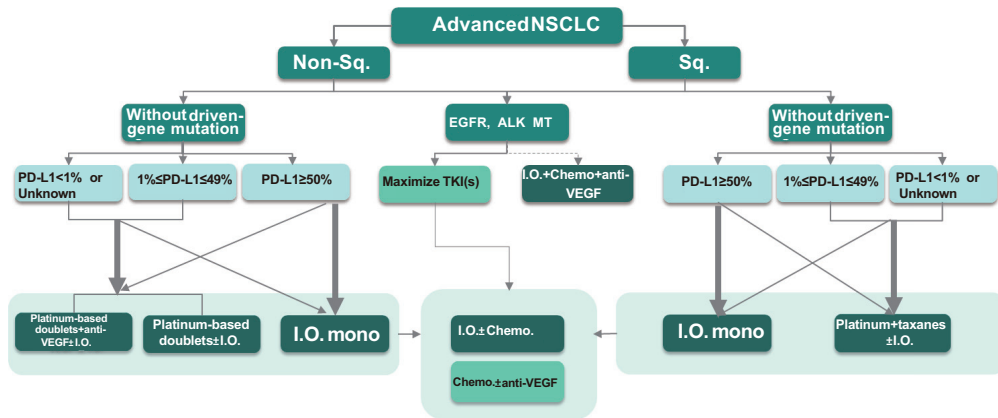 Advanced NSCLC
Non-Sq.
Sq.
Without driven-
gene mutation
EGFR, ALK MT
Without driven-
gene mutation
PD-L1<1% or
Unknown
1%≤PD-L1≤49%
PD-L1≥50%
Maximize TKI(s)
I.O.+Chemo+anti-
VEGF
PD-L1≥50%
1%≤PD-L1≤49%
PD-L1<1% or
Unknown
Platinum-based
doublets+anti-
VEGF±I.O.
Platinum-based
doublets±I.O.
I.O. mono
I.O.±Chemo.
Chemo.±anti-VEGF
I.O. mono
Platinum+taxanes
±I.O.